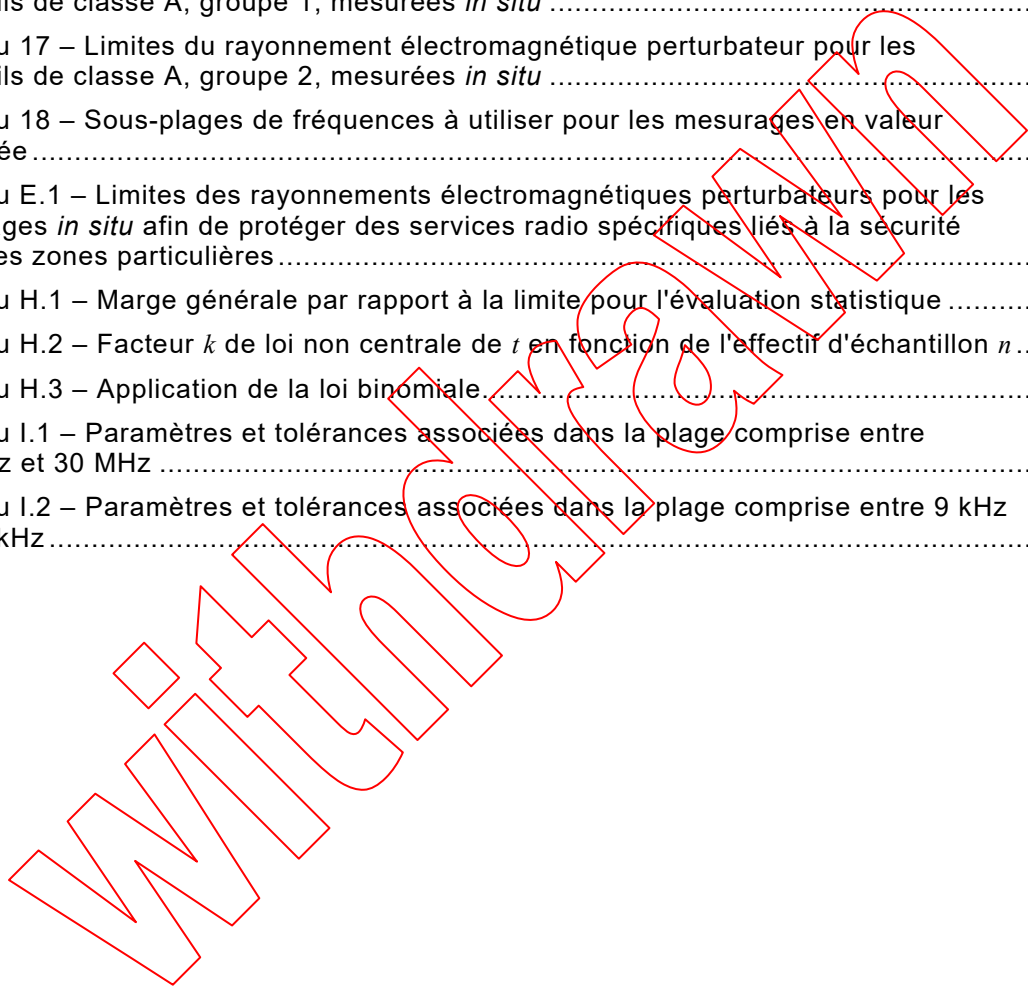 ils de classe A, groupe 1, mesurées in situ ..........................................................
u 17 – Limites du rayonnement électromagnétique perturbateur pour les
ils de classe A, groupe 2, mesurées in situ ..........................................................
u 18 – Sous-plages de fréquences à utiliser pour les mesurages en valeur
ée..........................................................
u E.1 – Limites des rayonnements électromagnétiques perturbateurs pour les
ges in situ afin de protéger des services radio spécifiques liés à la sécurité
es zones particulières..........................................................
u H.1 – Marge générale par rapport à la limite pour l'évaluation statistique ..........
u H.2 – Facteur k de loi non centrale de t en fonction de l'effectif d'échantillon n ..
u H.3 – Application de la loi binomiale..........................................................
u I.1 – Paramètres et tolérances associées dans la plage comprise entre
z et 30 MHz ..........................................................
u I.2 – Paramètres et tolérances associées dans la plage comprise entre 9 kHz
kHz..........................................................
withdrawn